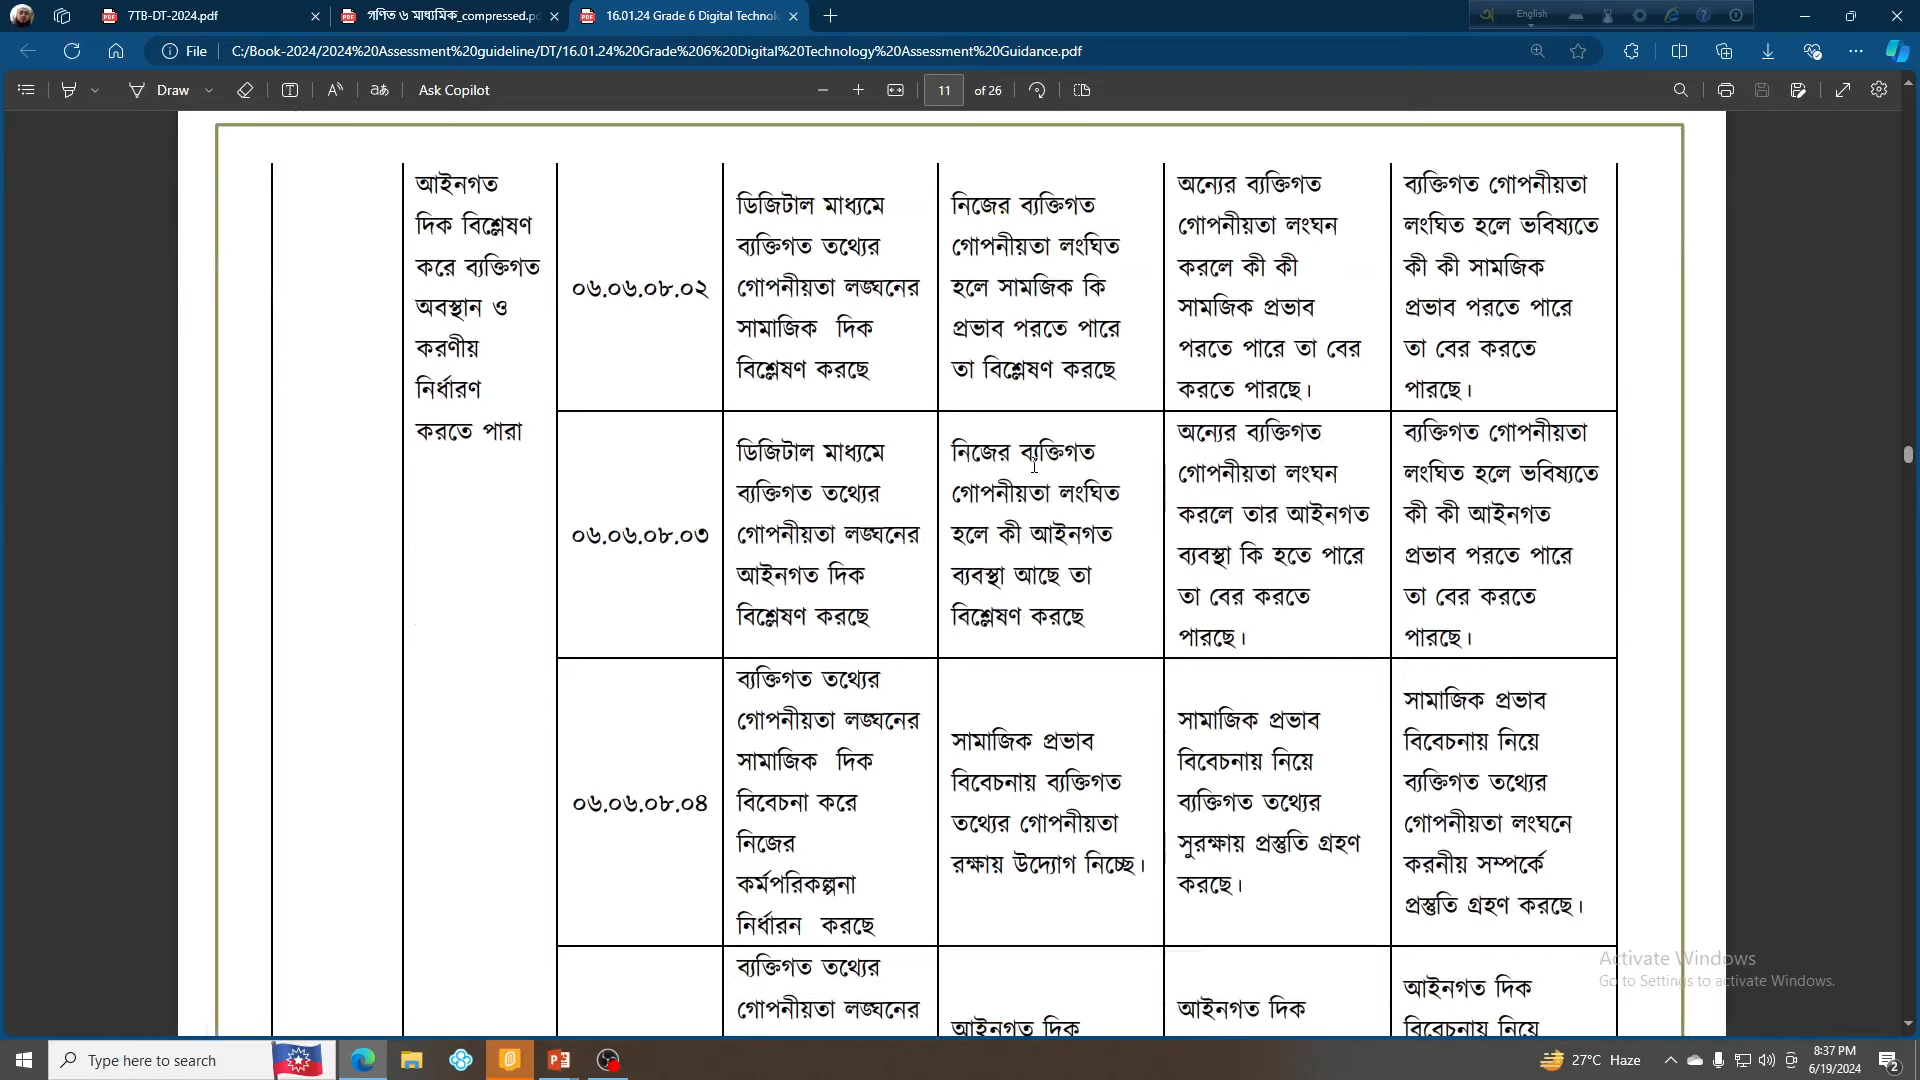 7TB-DT-2024.pdf
গণিত ৬ মাধ্যমিক_compressed.pd
16.01.24 Grade 6 Digital Technol
English
File
C:/Book-2024/2024%20Assessment%20guideline/DT/16.01.24%20Grade%206%20Digital%20Technology%20Assessment%20Guidance.pdf
Draw
Ask Copilot
11
of 26
আইনগত
দিক বিশ্লেষণ
করে ব্যক্তিগত
অবস্থান ও
করণীয়
নির্ধারণ
করতে পারা
০৬.০৬.০৮.০২
ডিজিটাল মাধ্যমে
ব্যক্তিগত তথ্যের
গোপনীয়তা লঙ্ঘনের
সামাজিক দিক
বিশ্লেষণ করছে
নিজের ব্যক্তিগত
গোপনীয়তা লংঘিত
হলে সামজিক কি
প্রভাব পরতে পারে
তা বিশ্লেষণ করছে
অন্যের ব্যক্তিগত
গোপনীয়তা লংঘন
করলে কী কী
সামজিক প্রভাব
পরতে পারে তা বের
করতে পারছে।
ব্যক্তিগত গোপনীয়তা
লংঘিত হলে ভবিষ্যতে
কী কী সামজিক
প্রভাব পরতে পারে
তা বের করতে
পারছে।
০৬.০৬.০৮.০৩
ডিজিটাল মাধ্যমে
ব্যক্তিগত তথ্যের
গোপনীয়তা লঙ্ঘনের
আইনগত দিক
বিশ্লেষণ করছে
নিজের ব্যক্তিগত
গোপনীয়তা লংঘিত
হলে কী আইনগত
ব্যবস্থা আছে তা
বিশ্লেষণ করছে
অন্যের ব্যক্তিগত
গোপনীয়তা লংঘন
করলে তার আইনগত
ব্যবস্থা কি হতে পারে
তা বের করতে
পারছে।
ব্যক্তিগত গোপনীয়তা
লংঘিত হলে ভবিষ্যতে
কী কী আইনগত
প্রভাব পরতে পারে
তা বের করতে
পারছে।
০৬.০৬.০৮.০৪
ব্যক্তিগত তথ্যের
গোপনীয়তা লঙ্ঘনের
সামাজিক দিক
বিবেচনা করে
নিজের
কর্মপরিকল্পনা
নির্ধারন করছে
সামাজিক প্রভাব
বিবেচনায় ব্যক্তিগত
তথ্যের গোপনীয়তা
রক্ষায় উদ্যোগ নিচ্ছে।
সামাজিক প্রভাব
বিবেচনায় নিয়ে
ব্যক্তিগত তথ্যের
সুরক্ষায় প্রস্তুতি গ্রহণ
করছে।
সামাজিক প্রভাব
বিবেচনায় নিয়ে
ব্যক্তিগত তথ্যের
গোপনীয়তা লংঘনে
করনীয় সম্পর্কে
প্রস্তুতি গ্রহণ করছে।
ব্যক্তিগত তথ্যের
গোপনীয়তা লঙ্ঘনের
আইনগত দিক
আইনগত দিক
আইনগত দিক
বিবেচনায় নিয়ে
Activate Windows
Go to Settings to activate Windows.
Type here to search
27°C Haze
8:37 PM
6/19/2024
2